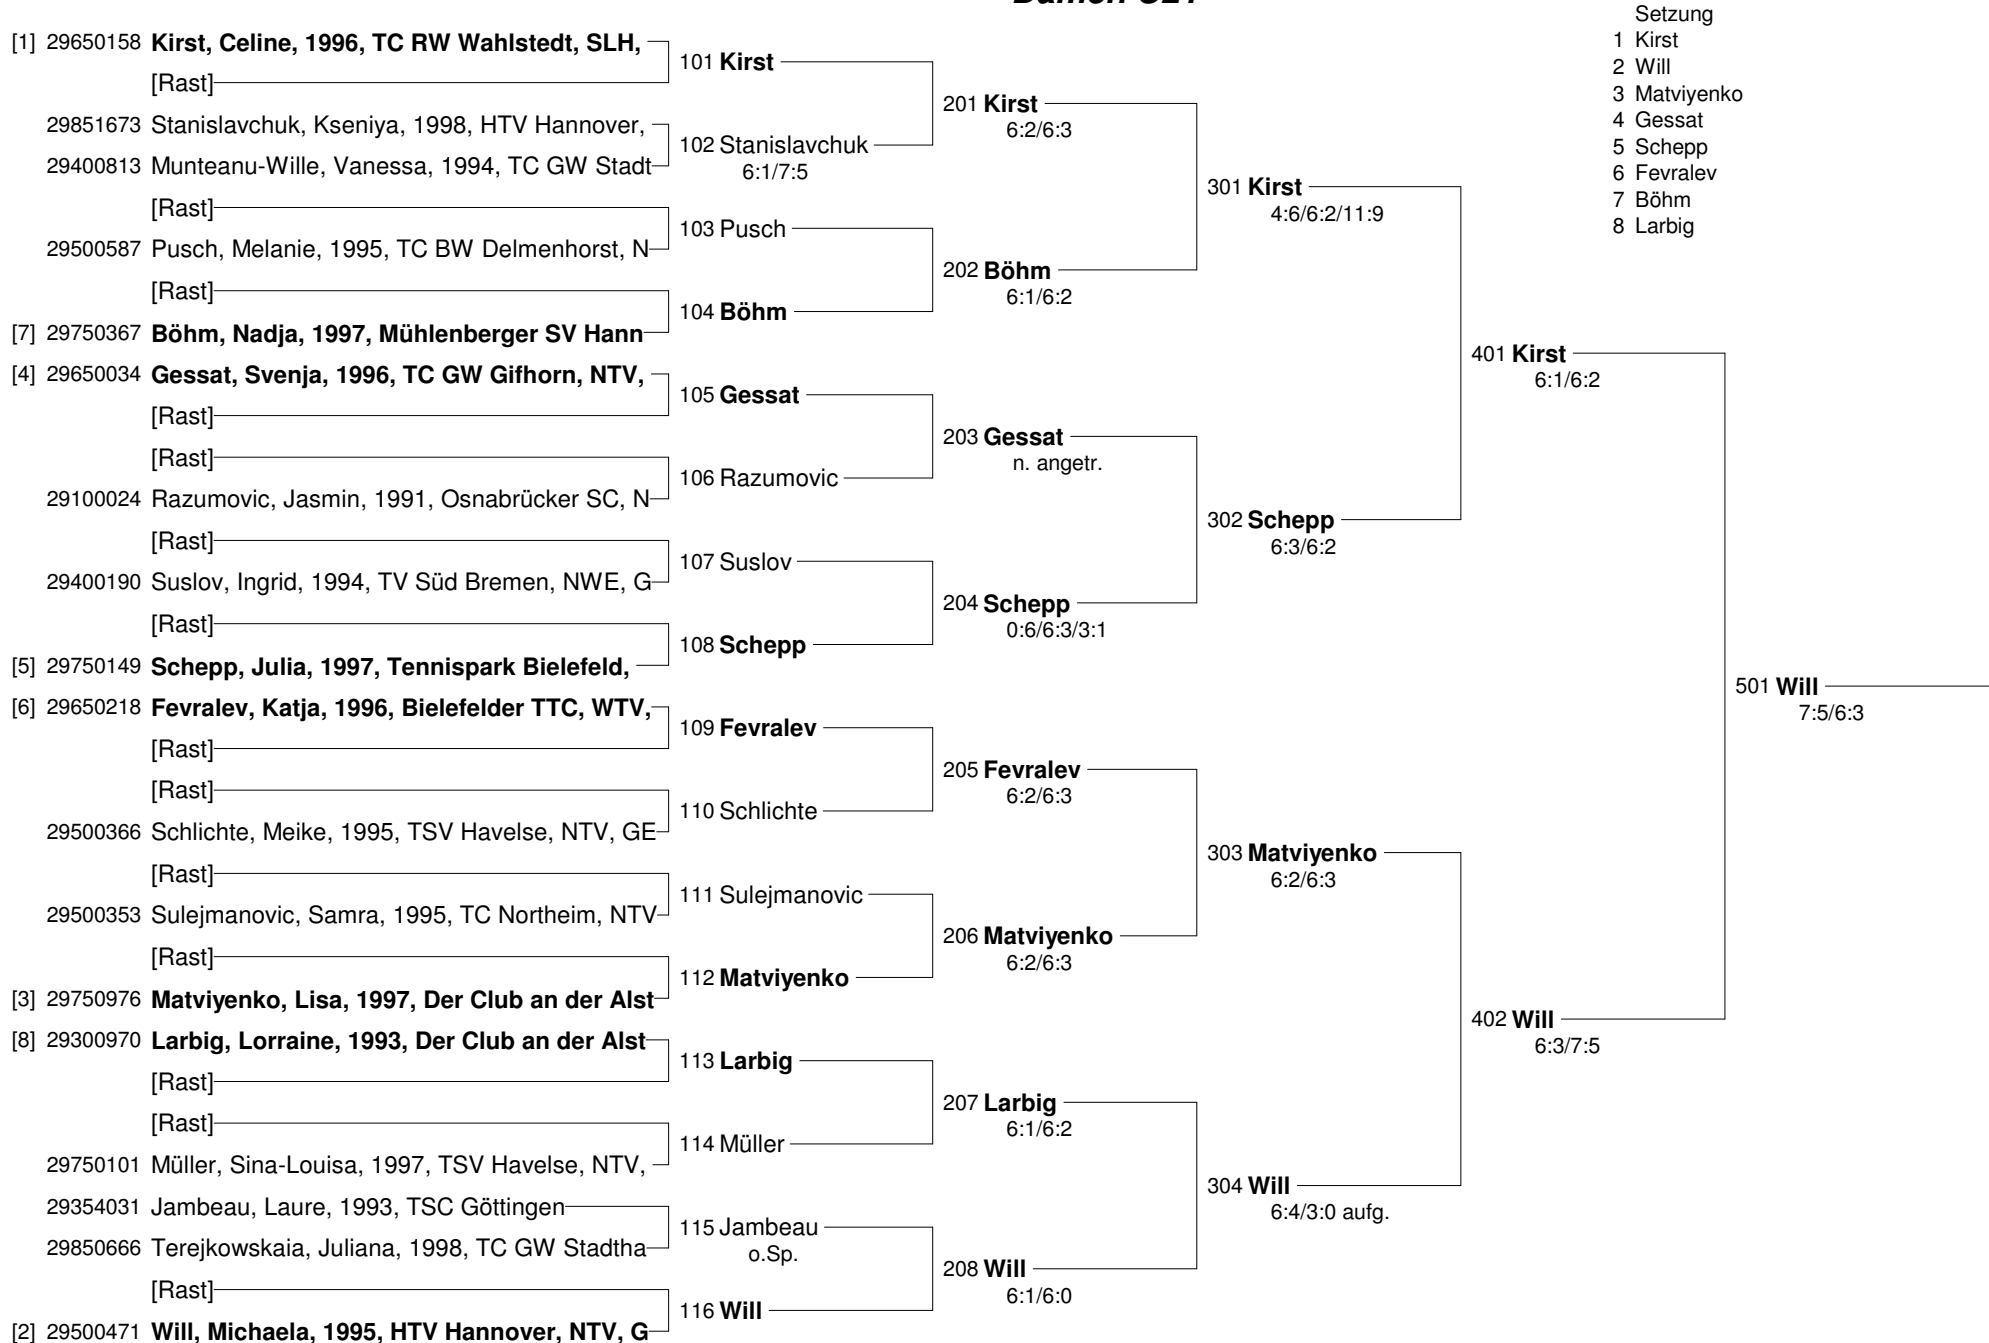 Setzung
1 Kirst
2 Will
3 Matviyenko
4 Gessat
5 Schepp
6 Fevralev
7 Böhm
8 Larbig
[1] 29650158 Kirst, Celine, 1996, TC RW Wahlstedt, SLH,
[Rast]
29851673 Stanislavchuk, Kseniya, 1998, HTV Hannover,
29400813 Munteanu-Wille, Vanessa, 1994, TC GW Stadt
[Rast]
29500587 Pusch, Melanie, 1995, TC BW Delmenhorst, N
[Rast]
[7] 29750367 Böhm, Nadja, 1997, Mühlenberger SV Hann
[4] 29650034 Gessat, Svenja, 1996, TC GW Gifhorn, NTV,
[Rast]
[Rast]
29100024 Razumovic, Jasmin, 1991, Osnabrücker SC, N
[Rast]
29400190 Suslov, Ingrid, 1994, TV Süd Bremen, NWE, G
[Rast]
[5] 29750149 Schepp, Julia, 1997, Tennispark Bielefeld,
[6] 29650218 Fevralev, Katja, 1996, Bielefelder TTC, WTV,
[Rast]
[Rast]
29500366 Schlichte, Meike, 1995, TSV Havelse, NTV, GE
[Rast]
29500353 Sulejmanovic, Samra, 1995, TC Northeim, NTV
[Rast]
[3] 29750976 Matviyenko, Lisa, 1997, Der Club an der Alst
[8] 29300970 Larbig, Lorraine, 1993, Der Club an der Alst
[Rast]
[Rast]
29750101 Müller, Sina-Louisa, 1997, TSV Havelse, NTV,
29354031 Jambeau, Laure, 1993, TSC Göttingen
29850666 Terejkowskaia, Juliana, 1998, TC GW Stadtha
[Rast]
[2] 29500471 Will, Michaela, 1995, HTV Hannover, NTV, G
101 Kirst
102 Stanislavchuk
6:1/7:5
103 Pusch
104 Böhm
105 Gessat
106 Razumovic
107 Suslov
108 Schepp
109 Fevralev
110 Schlichte
111 Sulejmanovic
112 Matviyenko
113 Larbig
114 Müller
115 Jambeau
o.Sp.
116 Will
201 Kirst
6:2/6:3
202 Böhm
6:1/6:2
203 Gessat
n. angetr.
204 Schepp
0:6/6:3/3:1
205 Fevralev
6:2/6:3
206 Matviyenko
6:2/6:3
207 Larbig
6:1/6:2
208 Will
6:1/6:0
301 Kirst
4:6/6:2/11:9
302 Schepp
6:3/6:2
303 Matviyenko
6:2/6:3
304 Will
6:4/3:0 aufg.
401 Kirst
6:1/6:2
402 Will
6:3/7:5
501 Will
7:5/6:3